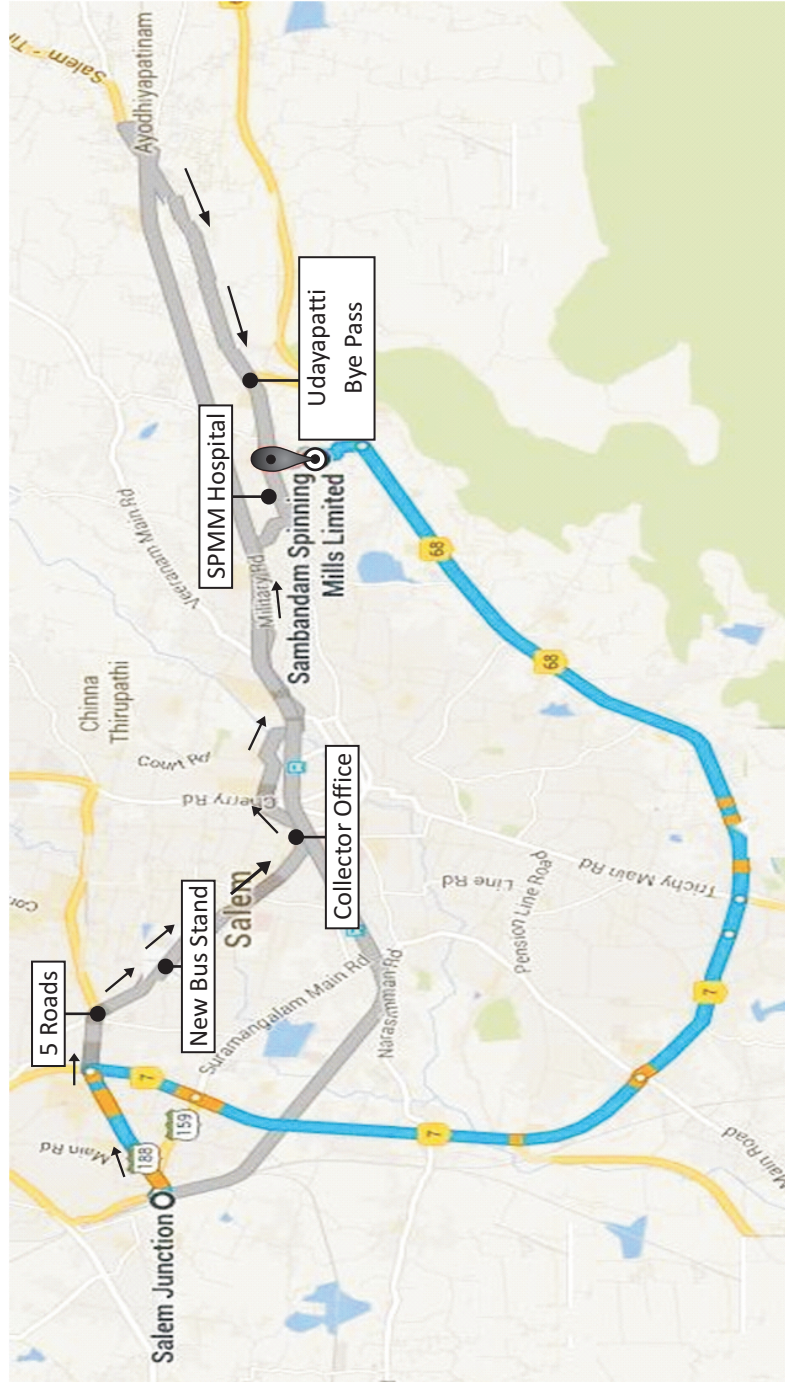 Salem Junction
188
Main Rd
159
7
5 Roads
New Bus Stand
Suramangalam Main Rd
Narasimman Rd
Salem
Collector Office
Cherry Rd
Court Rd
Chinna
Thirupathi
Military Rd
Veeranam Main Rd
SPMM Hospital
Sambandam Spinning
Mills Limited
Udayapatti
Bye Pass
Ayodhiyapatinam
Salem - Ti
68
68
Line Rd
Pension Line Road
Trichy Main Rd
7
7
Main Road